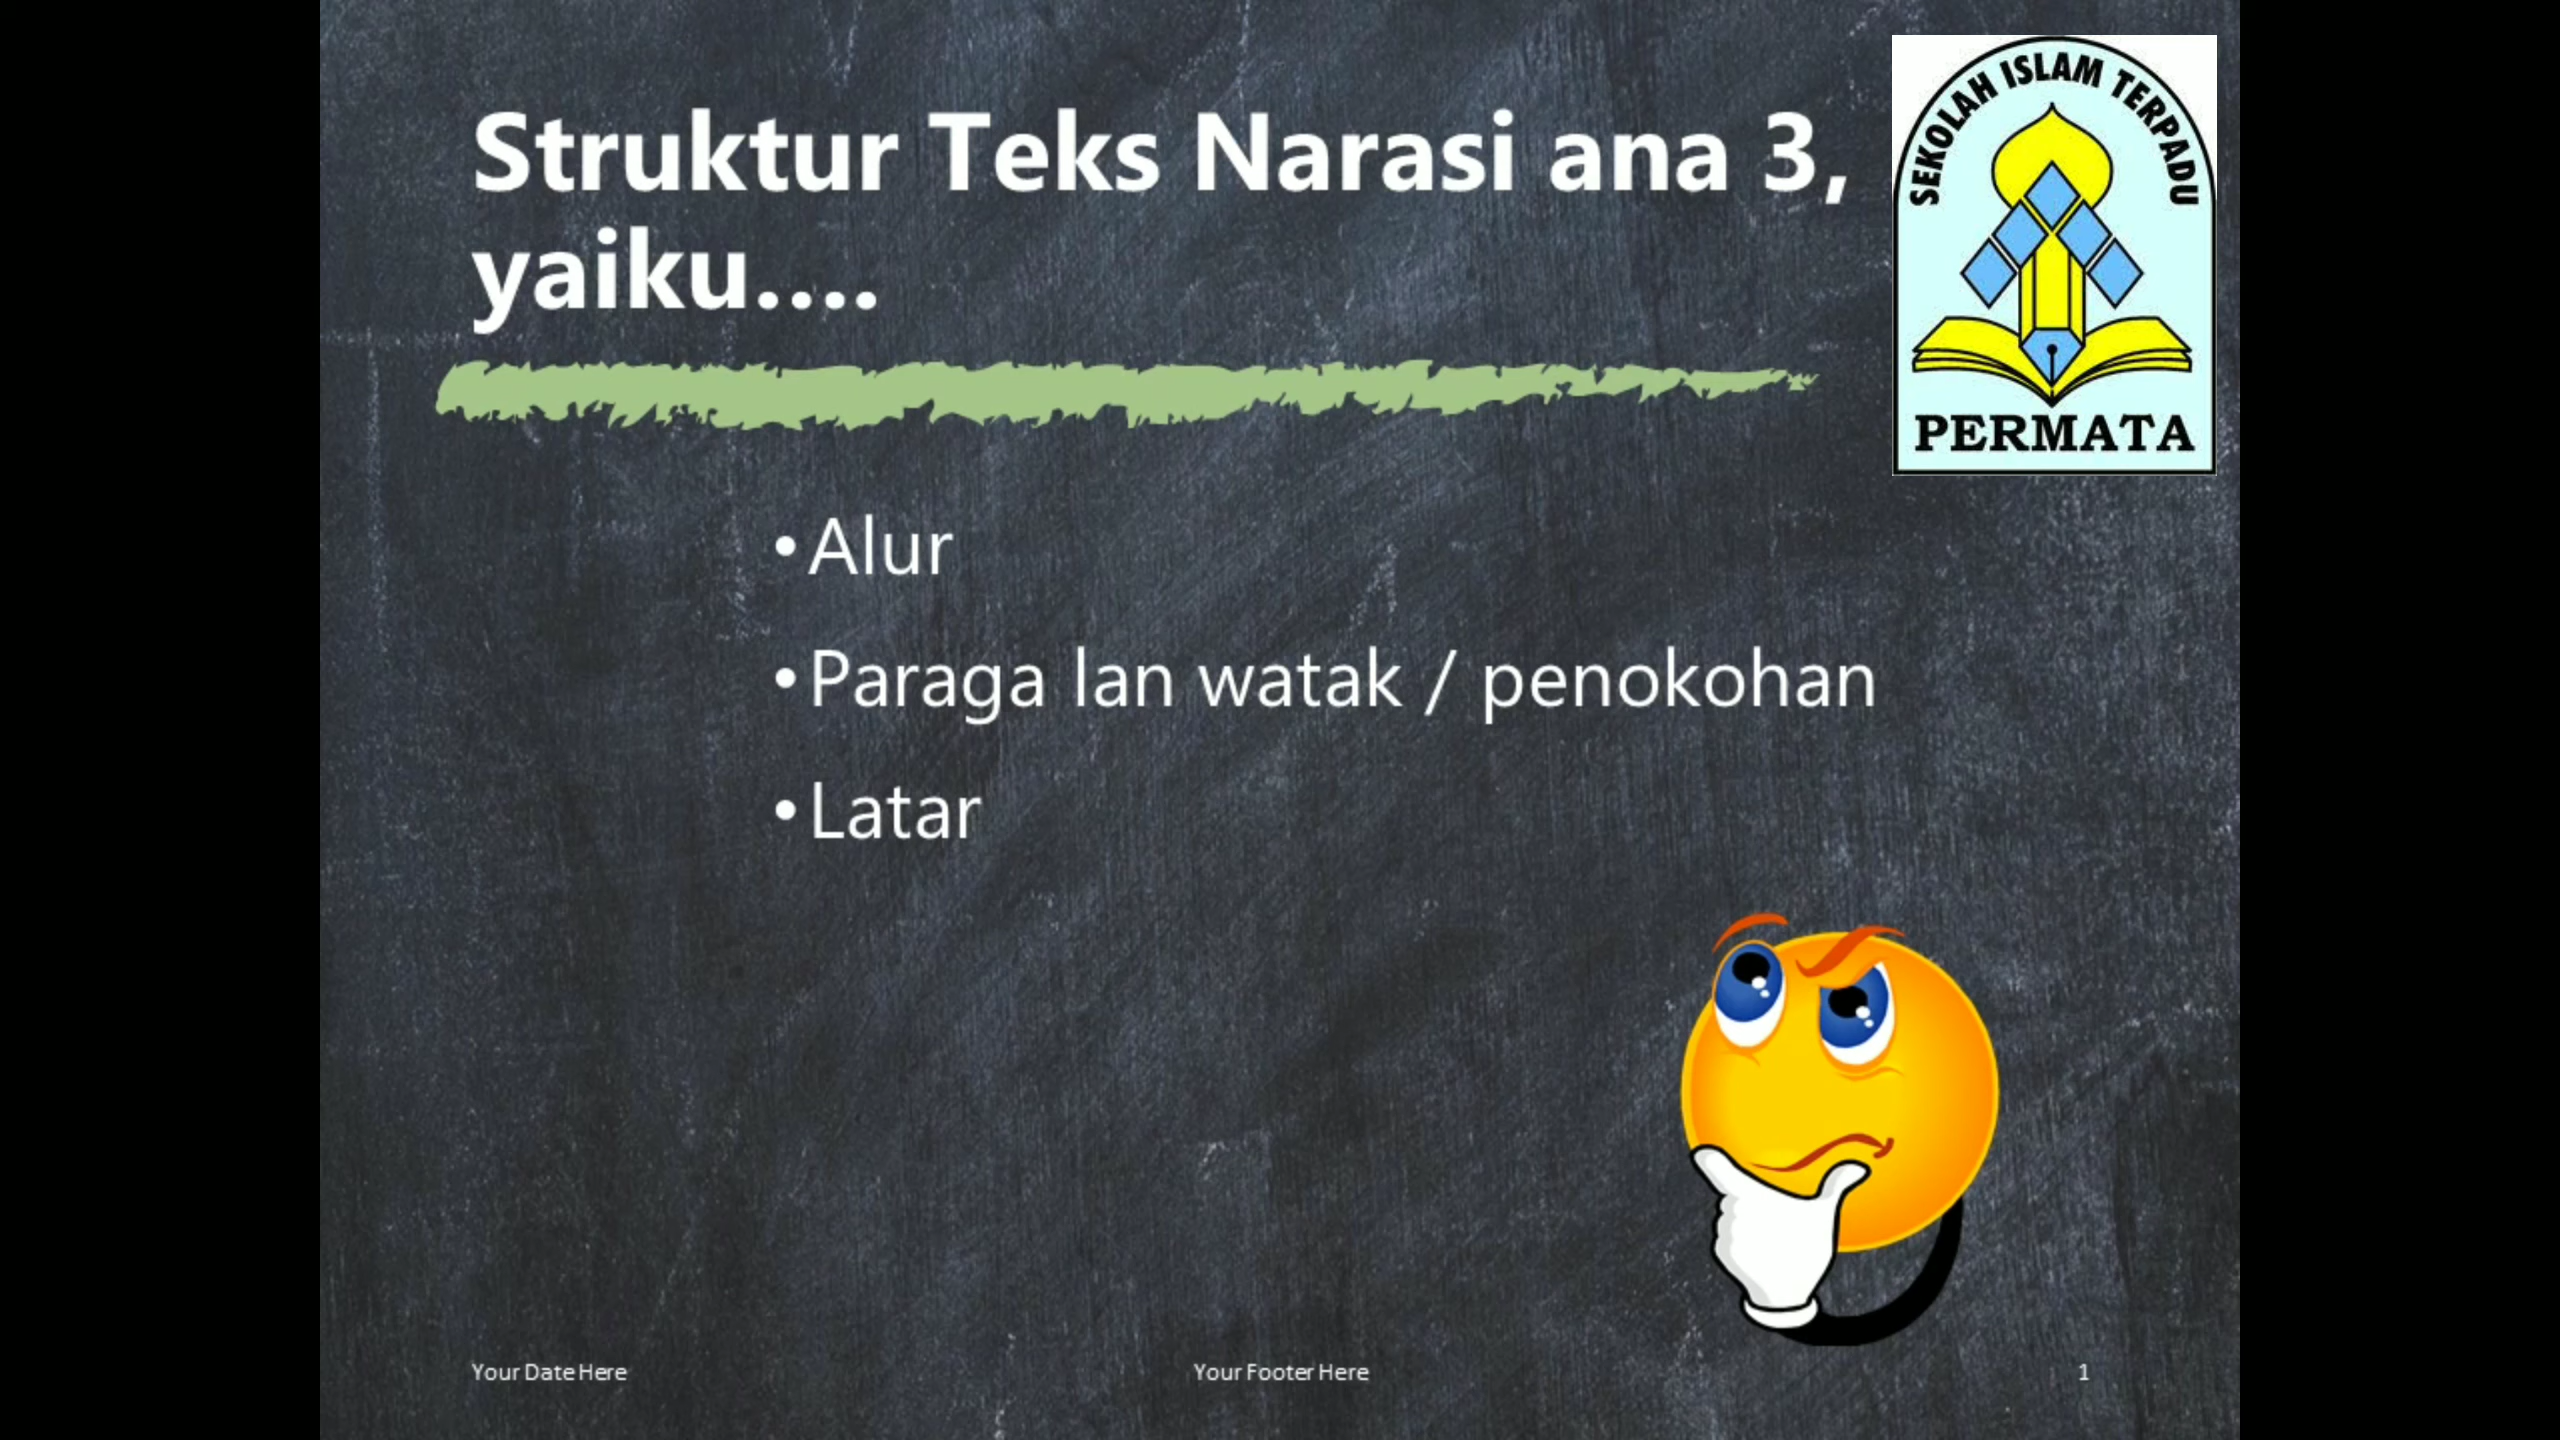 Struktur Teks Narasi ana 3,
yaiku....
SEKOLAH ISLAM TERPADU
PERMATA
• Alur
• Paraga lan watak / penokohan
• Latar
Your Date Here
Your Footer Here
1